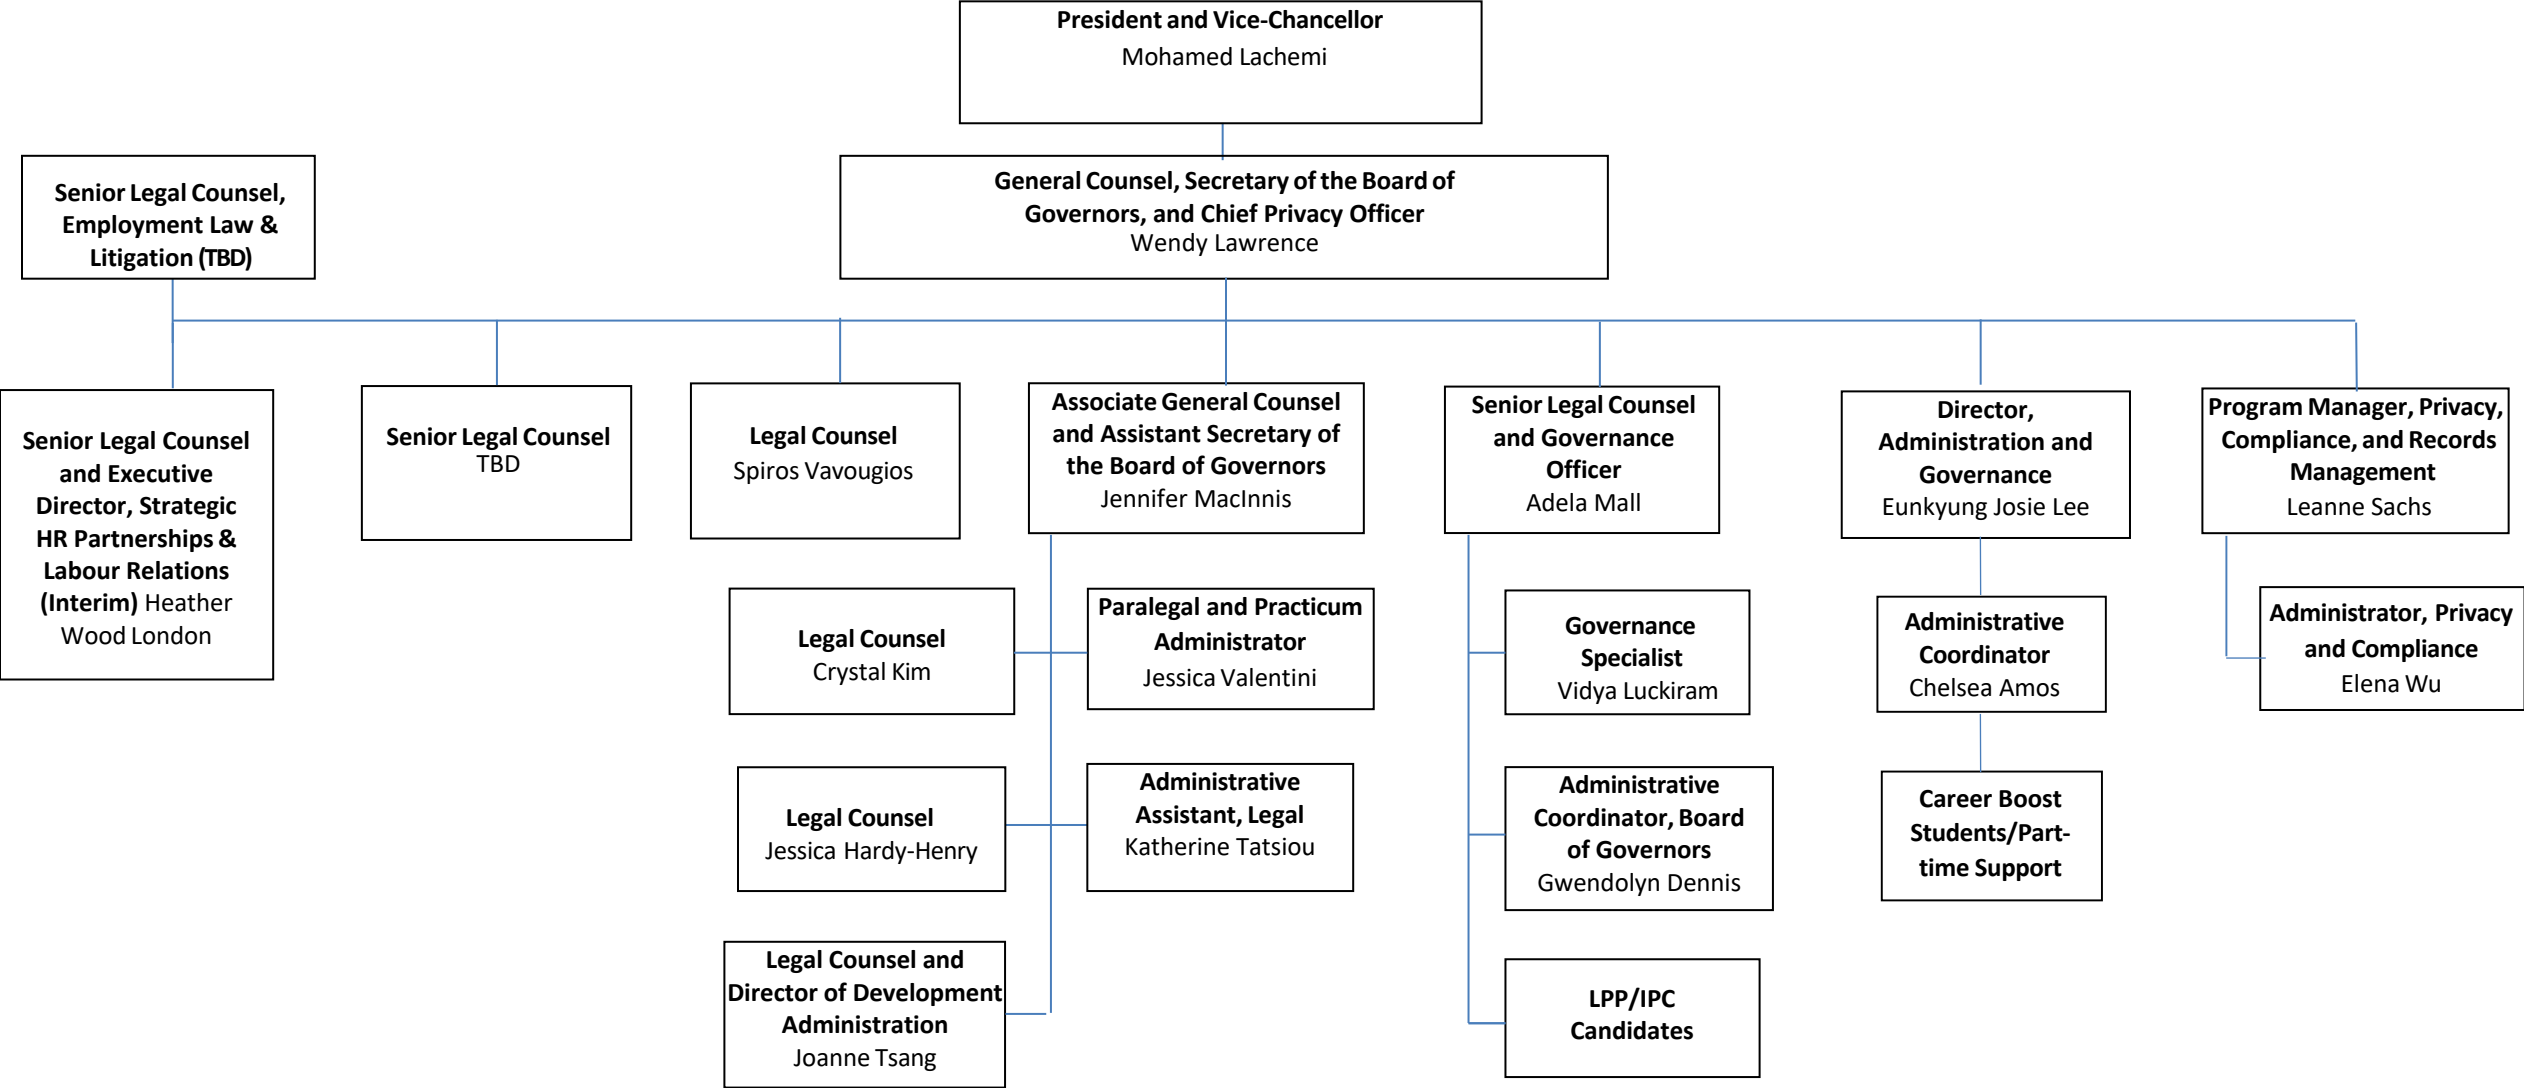 President and Vice-Chancellor
Mohamed Lachemi
Senior Legal Counsel,
Employment Law &
Litigation (TBD)
General Counsel, Secretary of the Board of
Governors, and Chief Privacy Officer
Wendy Lawrence
Senior Legal Counsel
and Executive
Director, Strategic
HR Partnerships &
Labour Relations
(Interim) Heather
Wood London
Senior Legal Counsel
TBD
Legal Counsel
Spiros Vavougios
Associate General Counsel
and Assistant Secretary of
the Board of Governors
Jennifer MacInnis
Senior Legal Counsel
and Governance
Officer
Adela Mall
Director,
Administration and
Governance
Eunkyung Josie Lee
Program Manager, Privacy,
Compliance, and Records
Management
Leanne Sachs
Legal Counsel
Crystal Kim
Paralegal and Practicum
Administrator
Jessica Valentini
Governance
Specialist
Vidya Luckiram
Administrative
Coordinator
Chelsea Amos
Administrator, Privacy
and Compliance
Elena Wu
Legal Counsel
Jessica Hardy-Henry
Administrative
Assistant, Legal
Katherine Tatsiou
Administrative
Coordinator, Board
of Governors
Gwendolyn Dennis
Career Boost
Students/Part-
time Support
Legal Counsel and
Director of Development
Administration
Joanne Tsang
LPP/IPC
Candidates